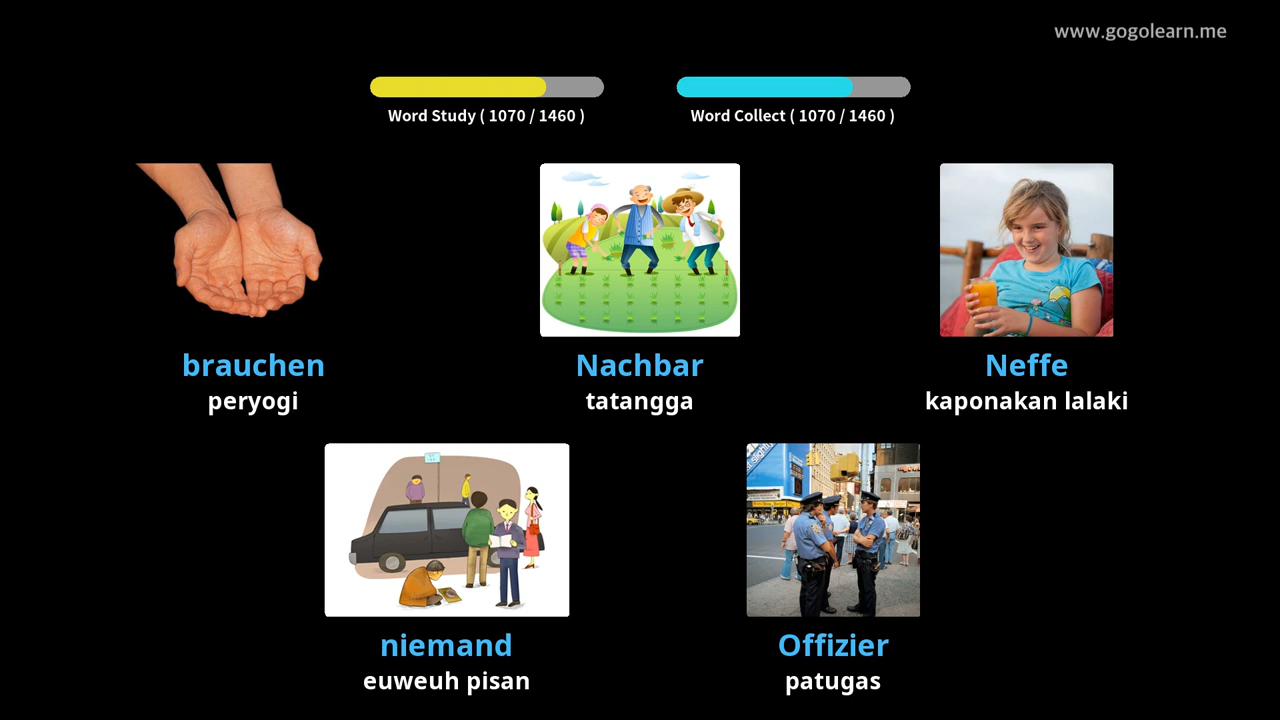 www.gogolearn.me
Word Study ( 1070 / 1460 )
Word Collect ( 1070 / 1460 )
brauchen
peryogi
Nachbar
tatangga
Neffe
kaponakan lalaki
niemand
euweuh pisan
Offizier
patugas